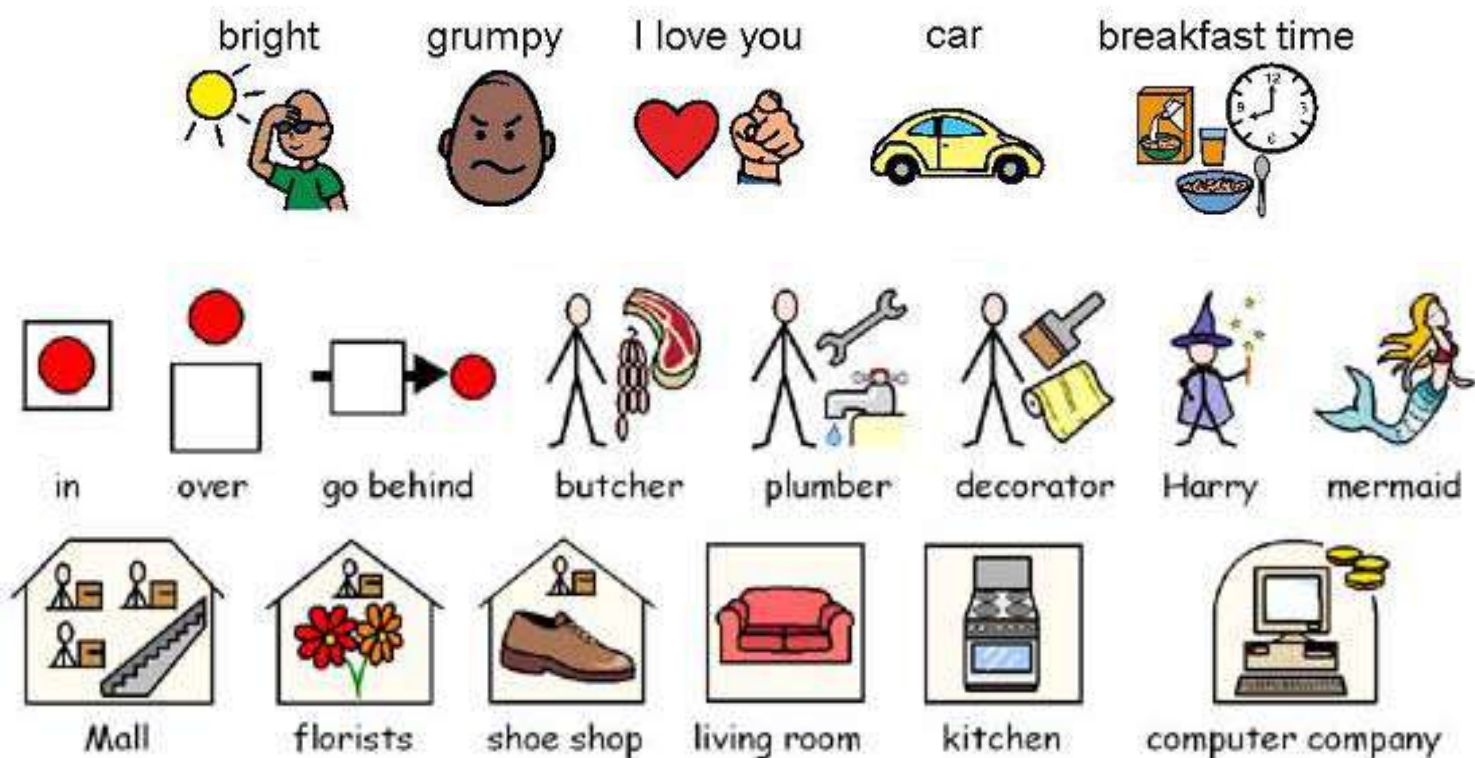 bright grumpy I love you car breakfast time
in over go behind butcher plumber decorator Harry mermaid
Mall florists shoe shop living room kitchen computer company